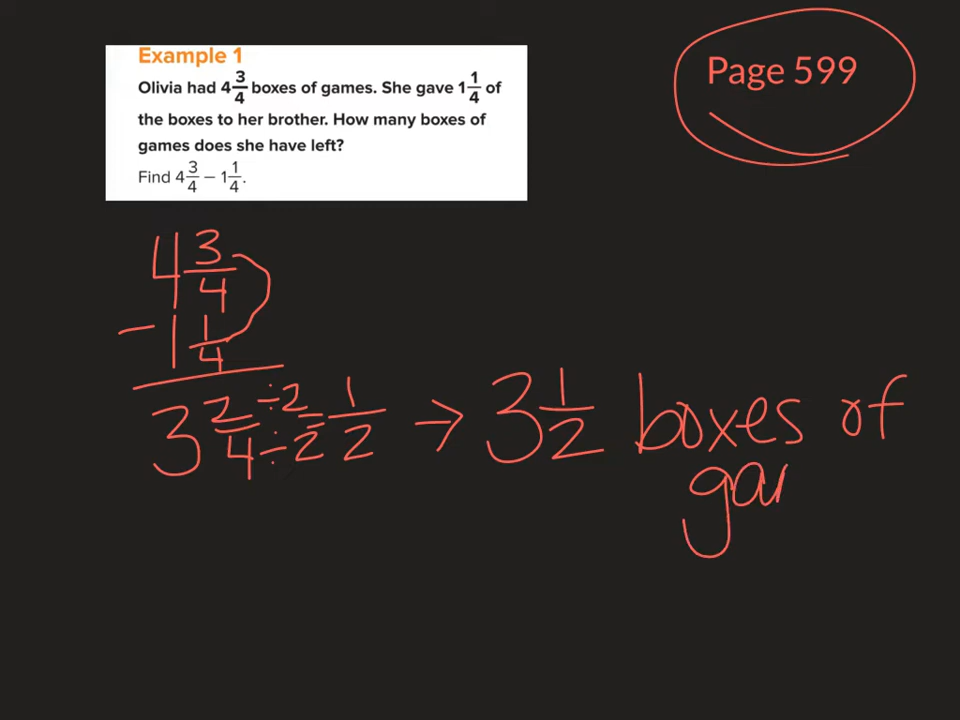 Page 599
Example 1
Olivia had 4 3/4 boxes of games. She gave 1 1/4 of
the boxes to her brother. How many boxes of
games does she have left?
Find 4 3/4 − 1 1/4.
4 3/4
− 1 1/4
3 2/4 ÷2/÷2 = 1/2 → 3 1/2 boxes of
gam